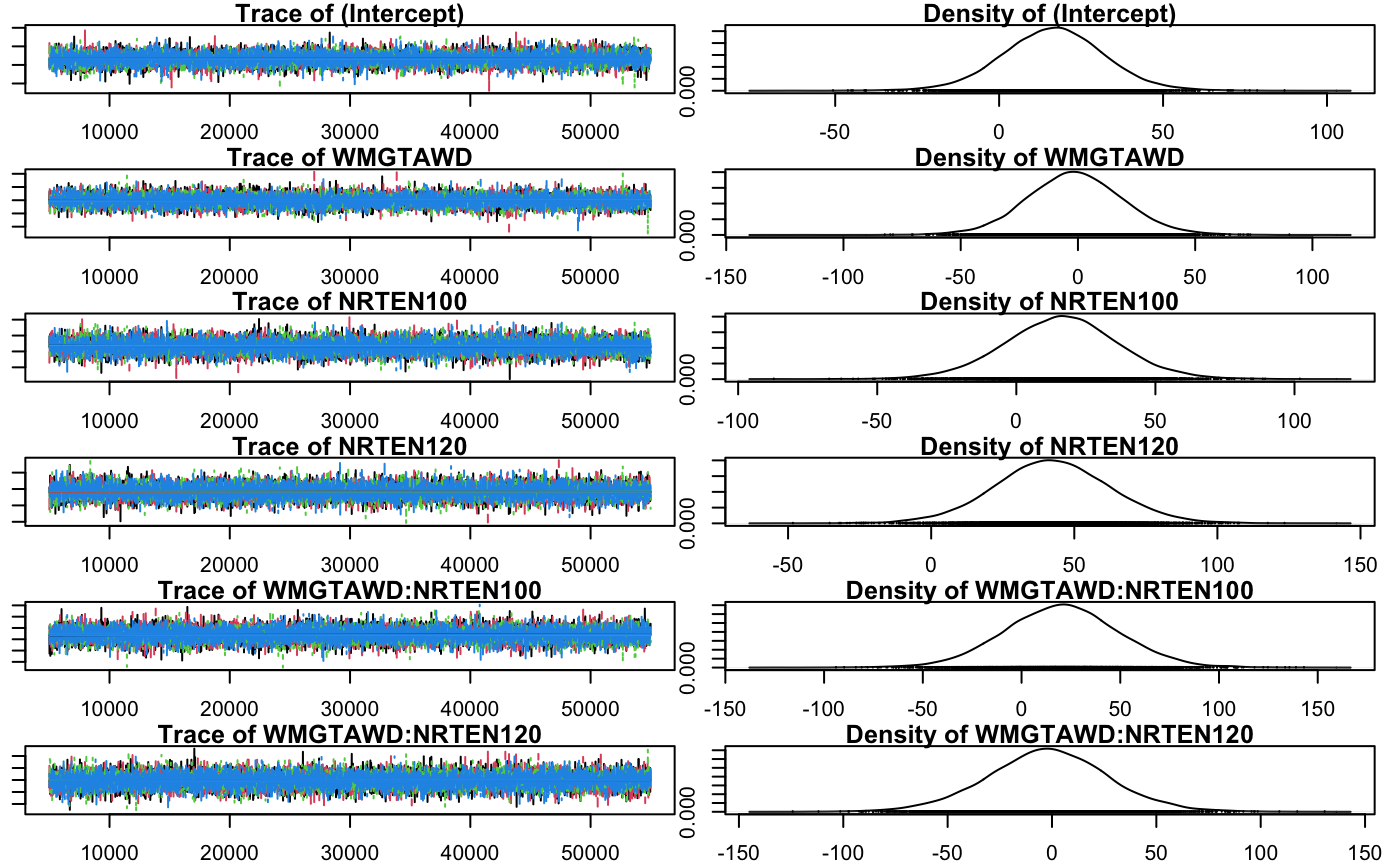 Trace of (Intercept) Density of (Intercept)
0.000
10000 20000 30000 40000 50000 -50 0 50 100
Trace of WMGTAWD Density of WMGTAWD
0.000
10000 20000 30000 40000 50000 -150 -100 -50 0 50 100
Trace of NRTEN100 Density of NRTEN100
0.000
10000 20000 30000 40000 50000 -100 -50 0 50 100
Trace of NRTEN120 Density of NRTEN120
0.000
10000 20000 30000 40000 50000 -50 0 50 100 150
Trace of WMGTAWD:NRTEN100 Density of WMGTAWD:NRTEN100
0.000
10000 20000 30000 40000 50000 -150 -100 -50 0 50 100 150
Trace of WMGTAWD:NRTEN120 Density of WMGTAWD:NRTEN120
0.000
10000 20000 30000 40000 50000 -150 -100 -50 0 50 100 150